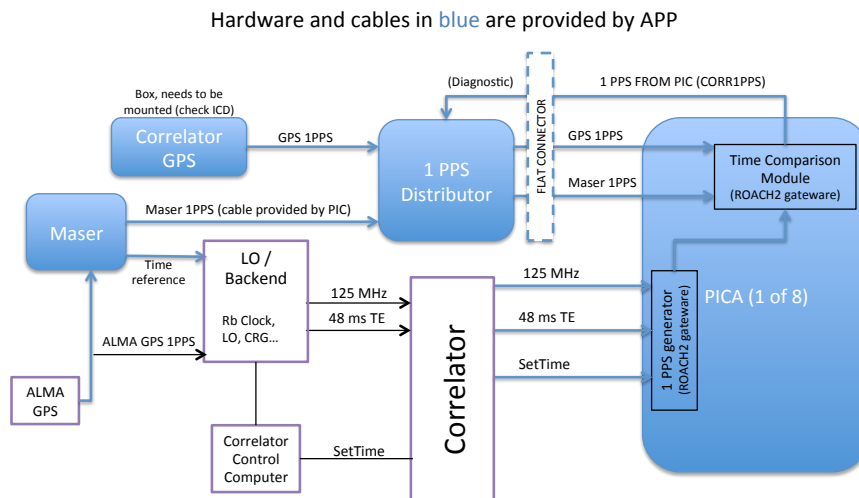 Hardware and cables in blue are provided by APP
Box, needs to be
mounted (check ICD)
(Diagnostic)
1 PPS FROM PIC (CORR1PPS)
Correlator
GPS
GPS 1PPS
1 PPS
Distributor
FLAT CONNECTOR
GPS 1PPS
Maser 1PPS
Time Comparison
Module
(ROACH2 gateware)
Maser
Maser 1PPS (cable provided by PIC)
Time
reference
LO /
Backend
Rb Clock,
LO, CRG...
125 MHz
48 ms TE
Correlator
125 MHz
48 ms TE
SetTime
1 PPS generator
(ROACH2 gateware)
PICA (1 of 8)
ALMA GPS 1PPS
ALMA
GPS
Correlator
Control
Computer
SetTime